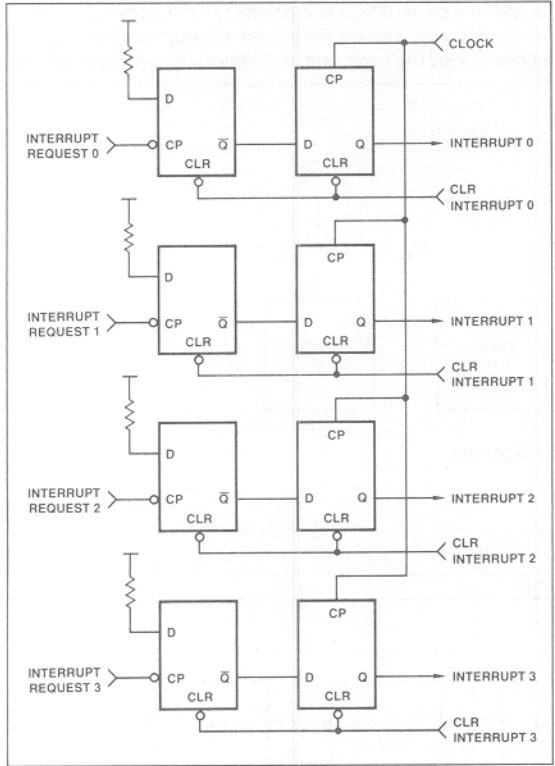 CLOCK
CP
D
INTERRUPT
REQUEST 0
CP Q̅ D Q
INTERRUPT 0
CLR CLR
CLR
INTERRUPT 0
CP
D
INTERRUPT
REQUEST 1
CP Q̅ D Q
INTERRUPT 1
CLR CLR
CLR
INTERRUPT 1
CP
D
INTERRUPT
REQUEST 2
CP Q̅ D Q
INTERRUPT 2
CLR CLR
CLR
INTERRUPT 2
CP
D
INTERRUPT
REQUEST 3
CP Q̅ D Q
INTERRUPT 3
CLR CLR
CLR
INTERRUPT 3